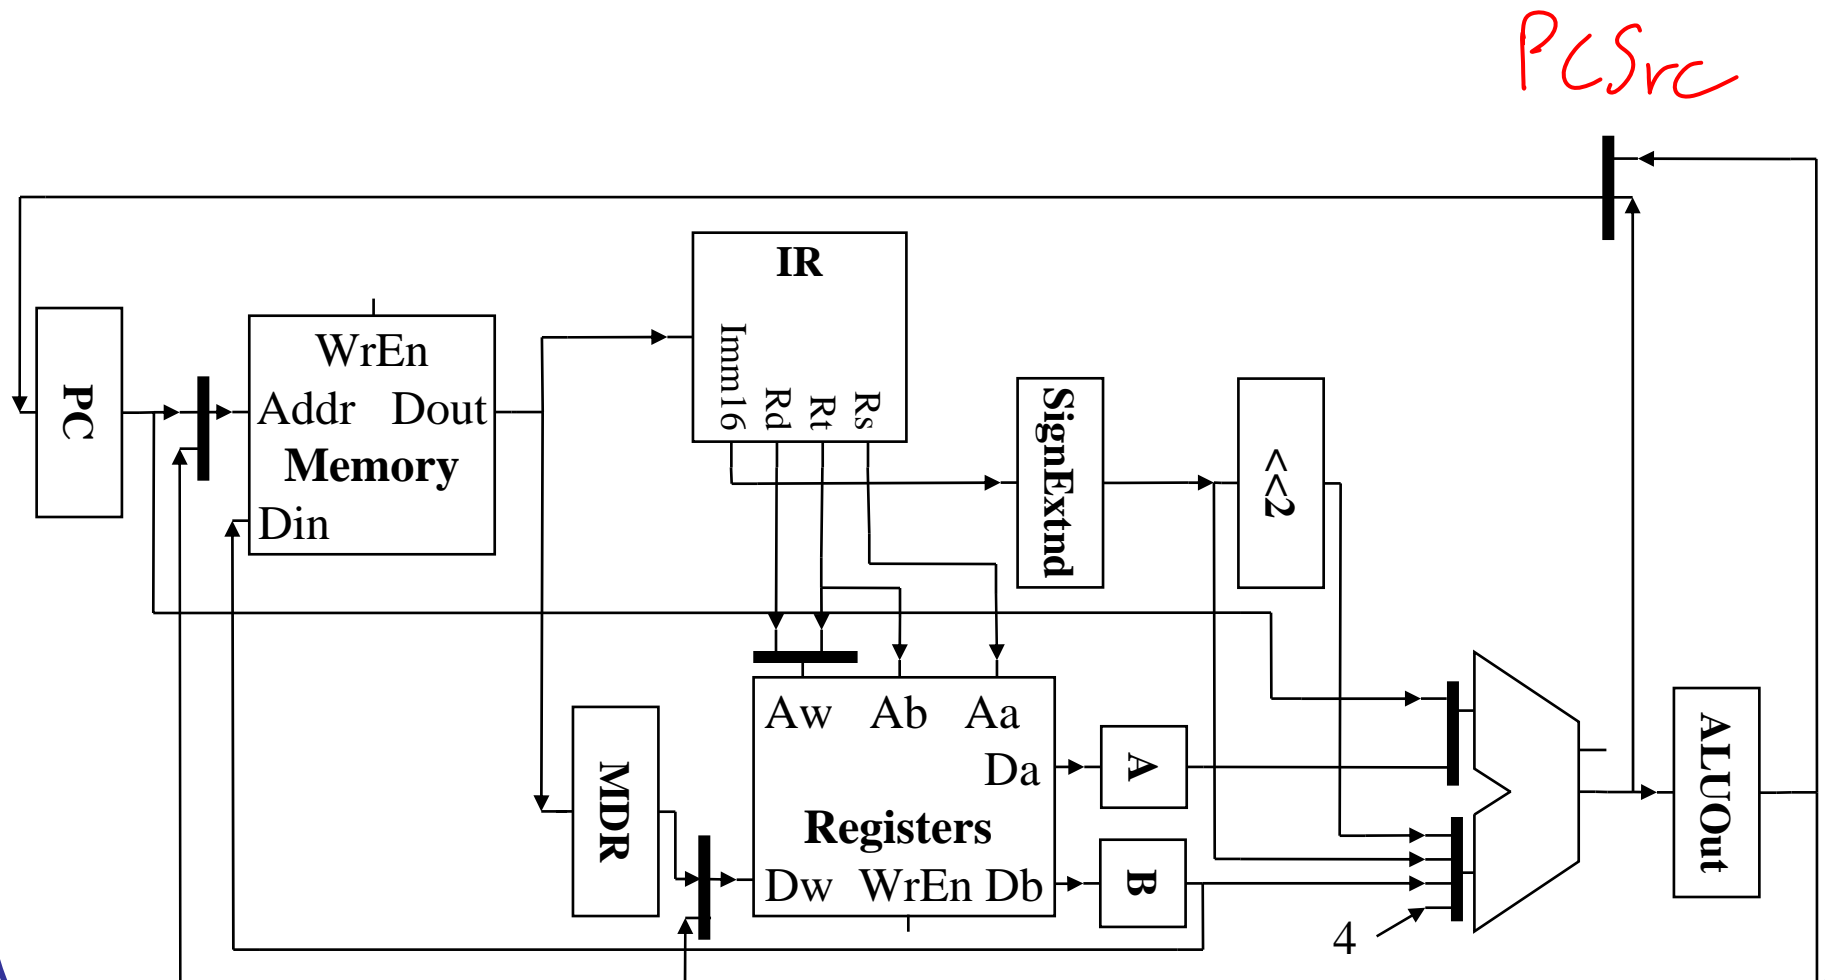 PCSrc
IR
Imm16
Rd
Rt
Rs
PC
WrEn
Addr Dout
Memory
Din
SignExtnd
<<2
MDR
Aw Ab Aa
Da
Registers
Dw WrEn Db
A
B
4
ALUOut